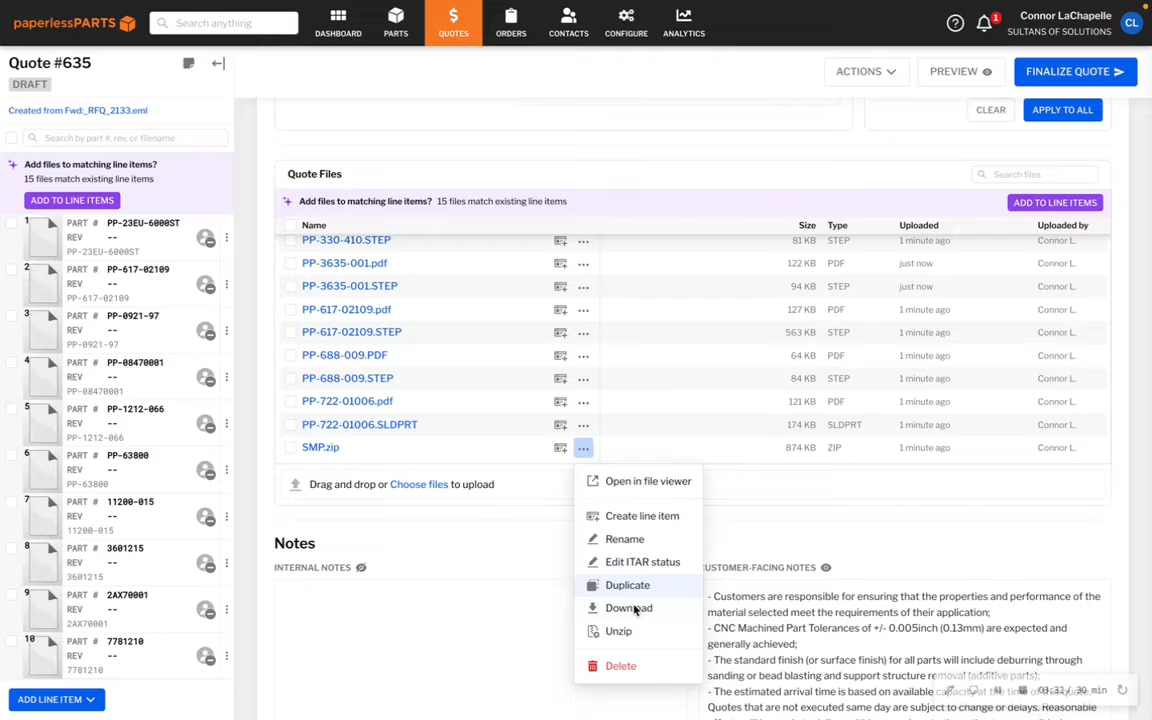 paperlessPARTS
Search anything
DASHBOARD
PARTS
$
QUOTES
ORDERS
CONTACTS
CONFIGURE
ANALYTICS
?
1
Connor LaChapelle
SULTANS OF SOLUTIONS
CL
Quote #635
DRAFT
Created from Fwd:_RFQ_2133.eml
Search by part #, rev, or filename
Add files to matching line items?
15 files match existing line items
ADD TO LINE ITEMS
1 PART # PP-23EU-6000ST
REV --
PP-23EU-6000ST
2 PART # PP-617-02109
REV --
PP-617-02109
3 PART # PP-0921-97
REV --
PP-0921-97
4 PART # PP-08470001
REV --
PP-08470001
5 PART # PP-1212-066
REV --
PP-1212-066
6 PART # PP-63800
REV --
PP-63800
7 PART # 11200-015
REV --
11200-015
8 PART # 3601215
REV --
3601215
9 PART # 2AX70001
REV --
2AX70001
10 PART # 7781210
REV --
7781210
ADD LINE ITEM
ACTIONS
PREVIEW
FINALIZE QUOTE
CLEAR
APPLY TO ALL
Quote Files
Search files
Add files to matching line items? 15 files match existing line items
ADD TO LINE ITEMS
Name Size Type Uploaded Uploaded by
PP-330-410.STEP 81 KB STEP 1 minute ago Connor L.
PP-3635-001.pdf 122 KB PDF just now Connor L.
PP-3635-001.STEP 94 KB STEP just now Connor L.
PP-617-02109.pdf 127 KB PDF 1 minute ago Connor L.
PP-617-02109.STEP 563 KB STEP 1 minute ago Connor L.
PP-688-009.PDF 64 KB PDF 1 minute ago Connor L.
PP-688-009.STEP 84 KB STEP 1 minute ago Connor L.
PP-722-01006.pdf 121 KB PDF 1 minute ago Connor L.
PP-722-01006.SLDPRT 174 KB SLDPRT 1 minute ago Connor L.
SMP.zip 874 KB ZIP 1 minute ago Connor L.
Drag and drop or Choose files to upload
Open in file viewer
Create line item
Rename
Edit ITAR status
Duplicate
Download
Unzip
Delete
Notes
INTERNAL NOTES
CUSTOMER-FACING NOTES
- Customers are responsible for ensuring that the properties and performance of the
material selected meet the requirements of their application;
- CNC Machined Part Tolerances of +/- 0.005inch (0.13mm) are expected and
generally achieved;
- The standard finish (or surface finish) for all parts will include deburring through
sanding or bead blasting and support structure removal (additive parts);
- The estimated arrival time is based on available capacity at the time of this quote.
Quotes that are not executed same day are subject to change or delays. Reasonable
03:32 / 30 min